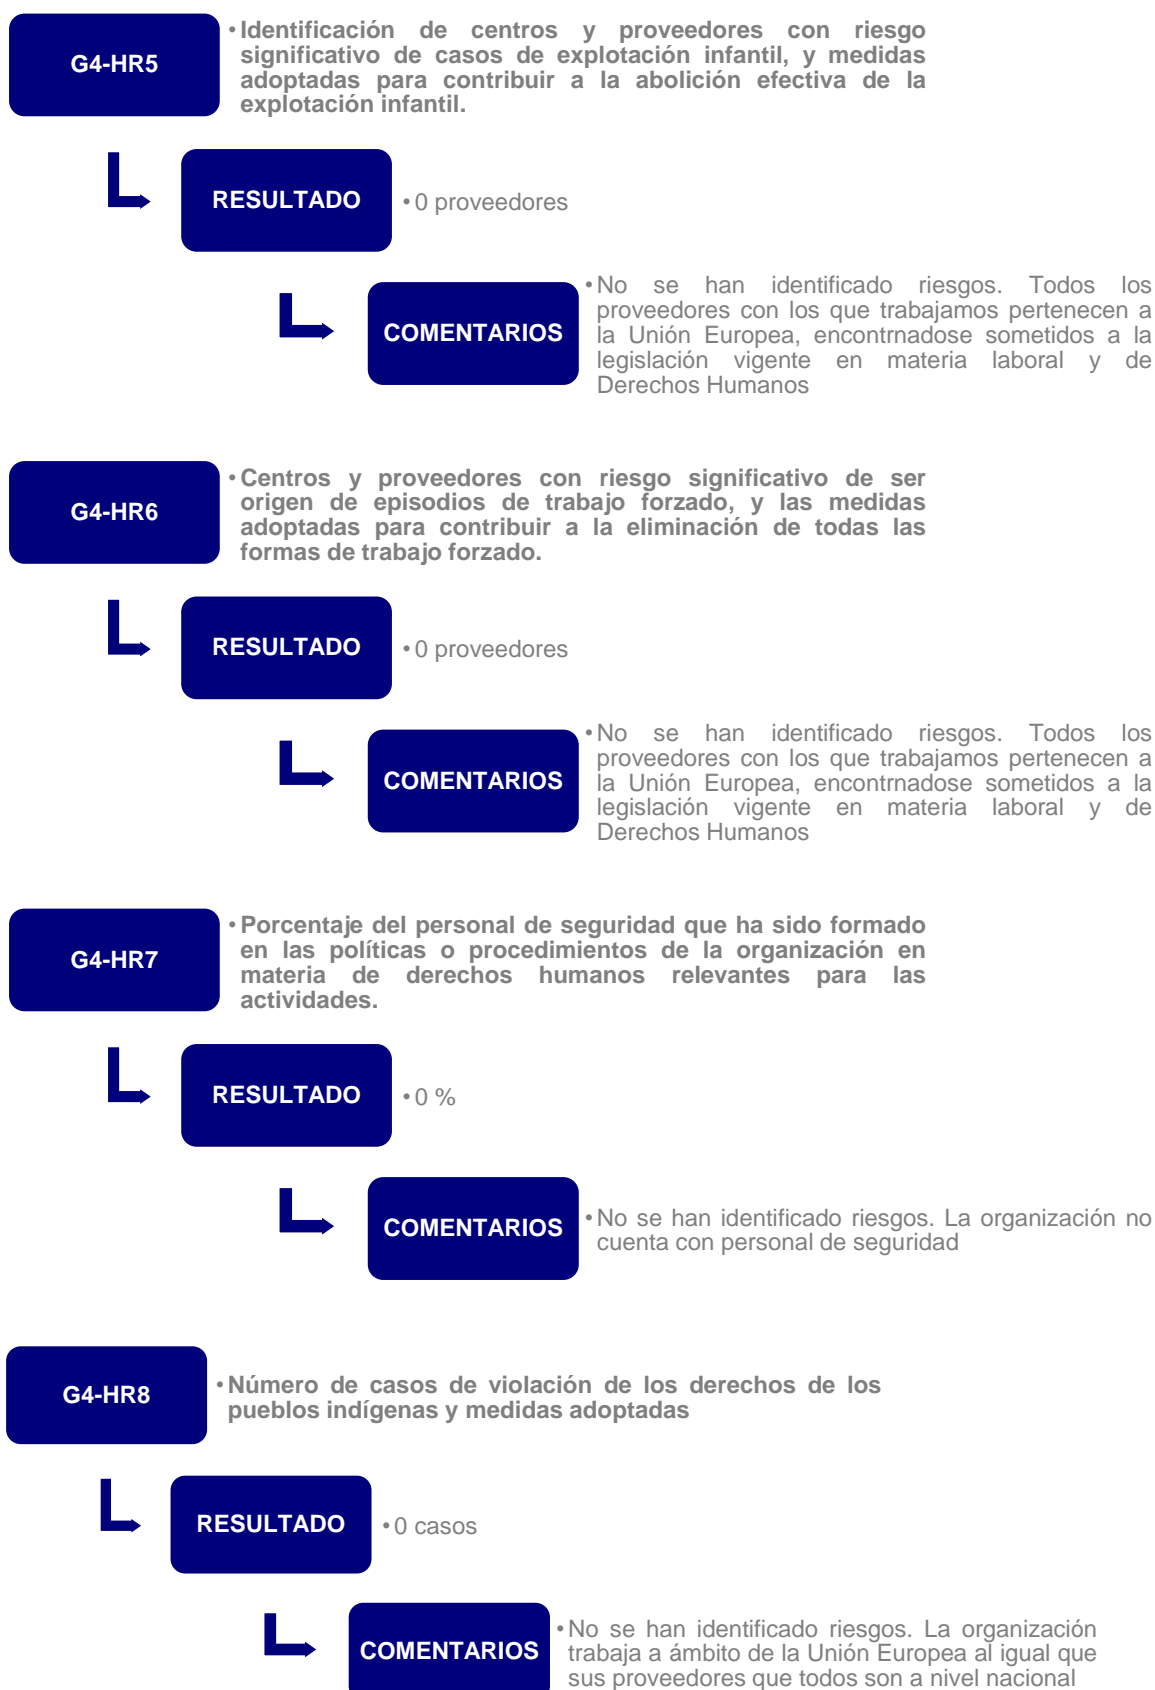 G4-HR5
• Identificación de centros y proveedores con riesgo
significativo de casos de explotación infantil, y medidas
adoptadas para contribuir a la abolición efectiva de la
explotación infantil.
RESULTADO
• 0 proveedores
COMENTARIOS
• No se han identificado riesgos. Todos los
proveedores con los que trabajamos pertenecen a
la Unión Europea, encontrnadose sometidos a la
legislación vigente en materia laboral y de
Derechos Humanos
G4-HR6
• Centros y proveedores con riesgo significativo de ser
origen de episodios de trabajo forzado, y las medidas
adoptadas para contribuir a la eliminación de todas las
formas de trabajo forzado.
RESULTADO
• 0 proveedores
COMENTARIOS
• No se han identificado riesgos. Todos los
proveedores con los que trabajamos pertenecen a
la Unión Europea, encontrnadose sometidos a la
legislación vigente en materia laboral y de
Derechos Humanos
G4-HR7
• Porcentaje del personal de seguridad que ha sido formado
en las políticas o procedimientos de la organización en
materia de derechos humanos relevantes para las
actividades.
RESULTADO
• 0 %
COMENTARIOS
• No se han identificado riesgos. La organización no
cuenta con personal de seguridad
G4-HR8
• Número de casos de violación de los derechos de los
pueblos indígenas y medidas adoptadas
RESULTADO
• 0 casos
COMENTARIOS
• No se han identificado riesgos. La organización
trabaja a ámbito de la Unión Europea al igual que
sus proveedores que todos son a nivel nacional